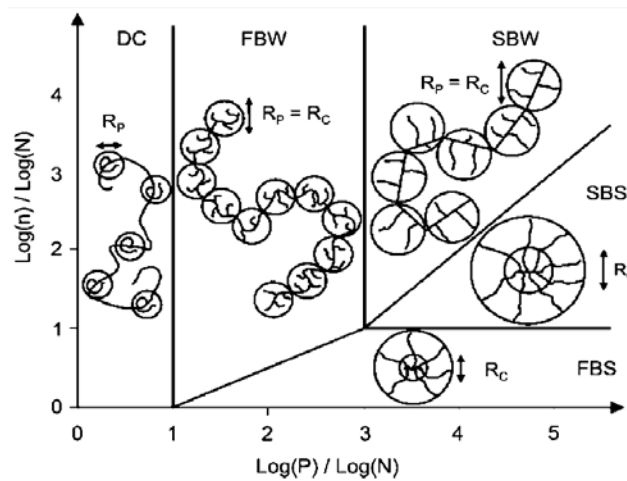 DC
FBW
SBW
SBS
FBS
R_P
R_P = R_C
R_P = R_C
R_C
Log(n) / Log(N)
4
3
2
1
0
0
1
2
3
4
5
Log(P) / Log(N)